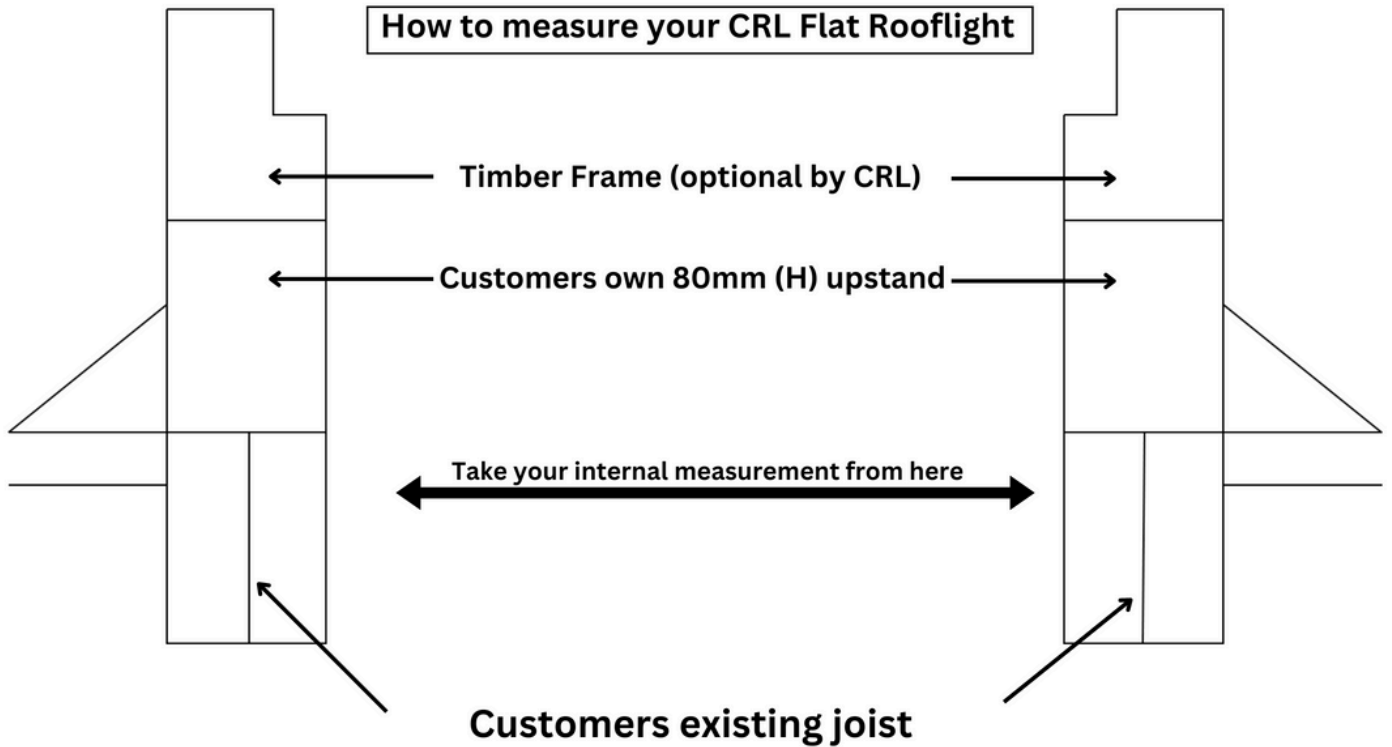 How to measure your CRL Flat Rooflight
Timber Frame (optional by CRL)
Customers own 80mm (H) upstand
Take your internal measurement from here
Customers existing joist